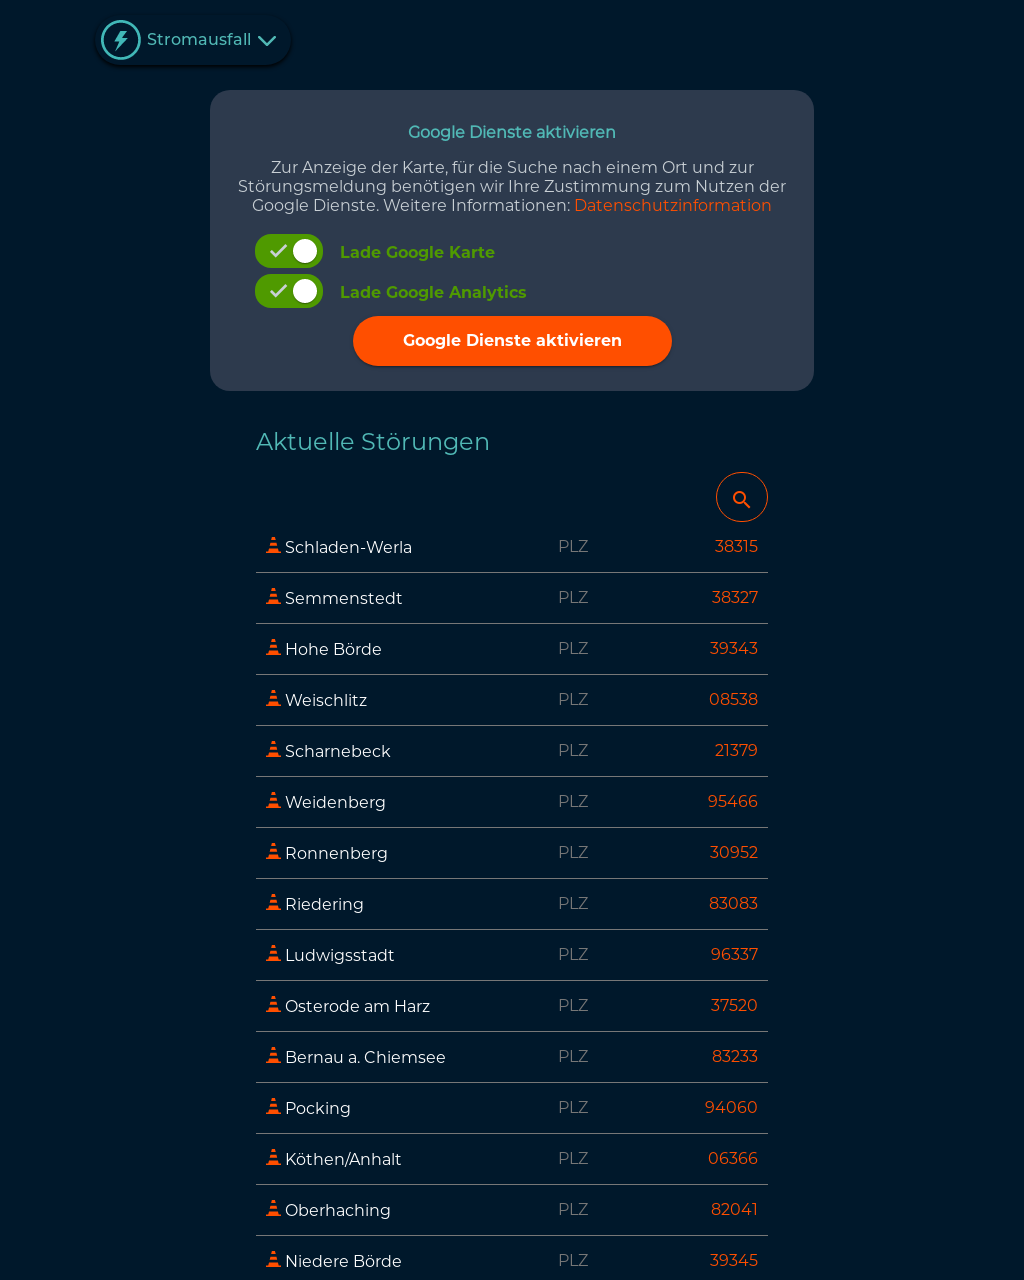 Stromausfall
Google Dienste aktivieren
Zur Anzeige der Karte, für die Suche nach einem Ort und zur
Störungsmeldung benötigen wir Ihre Zustimmung zum Nutzen der
Google Dienste. Weitere Informationen: Datenschutzinformation
Lade Google Karte
Lade Google Analytics
Google Dienste aktivieren
Aktuelle Störungen
Schladen-Werla PLZ 38315
Semmenstedt PLZ 38327
Hohe Börde PLZ 39343
Weischlitz PLZ 08538
Scharnebeck PLZ 21379
Weidenberg PLZ 95466
Ronnenberg PLZ 30952
Riedering PLZ 83083
Ludwigsstadt PLZ 96337
Osterode am Harz PLZ 37520
Bernau a. Chiemsee PLZ 83233
Pocking PLZ 94060
Köthen/Anhalt PLZ 06366
Oberhaching PLZ 82041
Niedere Börde PLZ 39345